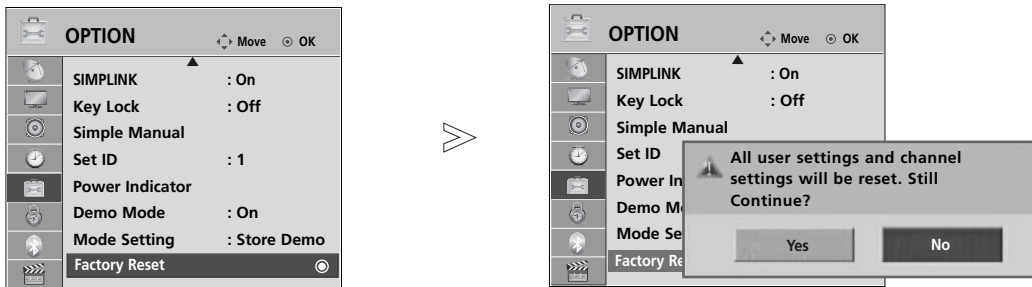 OPTION
Move OK
SIMPLINK : On
Key Lock : Off
Simple Manual
Set ID : 1
Power Indicator
Demo Mode : On
Mode Setting : Store Demo
Factory Reset
OPTION
Move OK
SIMPLINK : On
Key Lock : Off
Simple Manual
Set ID
Power In
Demo M
Mode Se
Factory Re
All user settings and channel
settings will be reset. Still
Continue?
Yes No